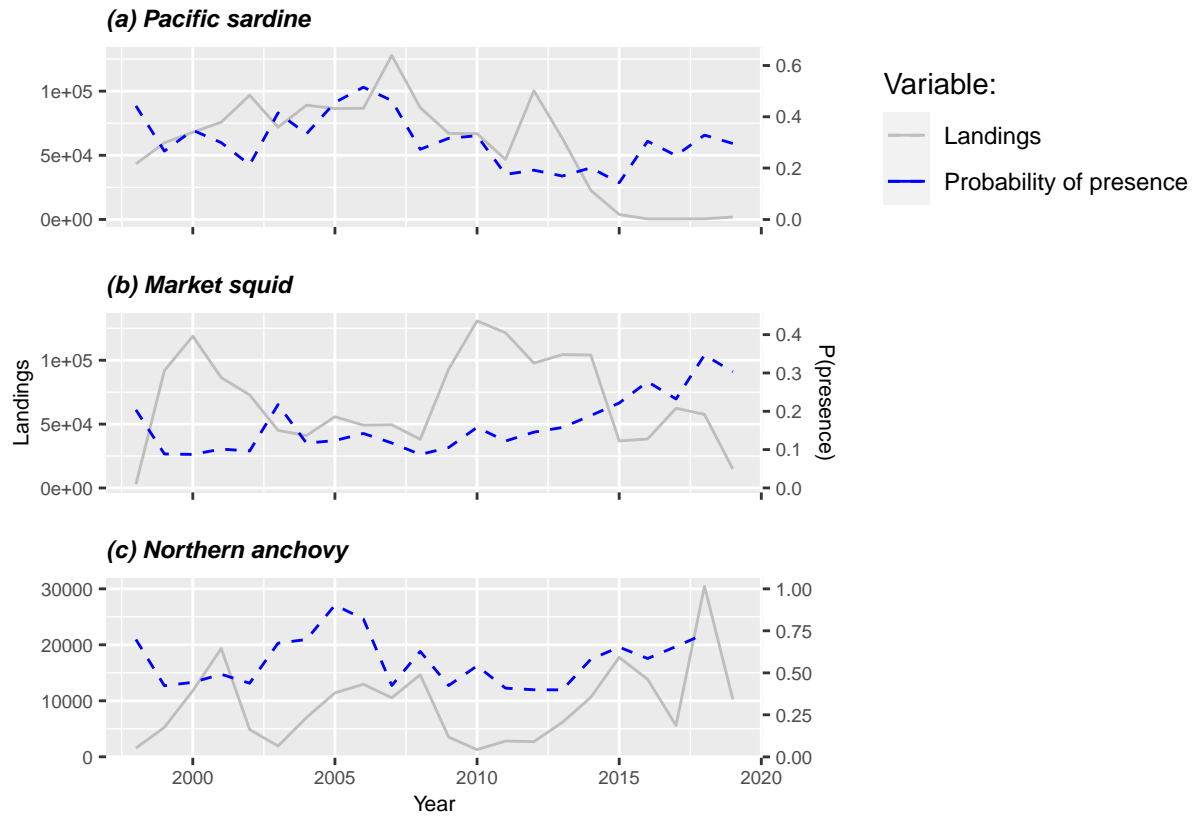 (a) Pacific sardine
1e+05
5e+04
0e+00
0.6
0.4
0.2
0.0
Variable:
Landings
Probability of presence
(b) Market squid
1e+05
5e+04
0e+00
0.4
0.3
0.2
0.1
0.0
Landings
P(presence)
(c) Northern anchovy
30000
20000
10000
0
1.00
0.75
0.50
0.25
0.00
2000
2005
2010
2015
2020
Year